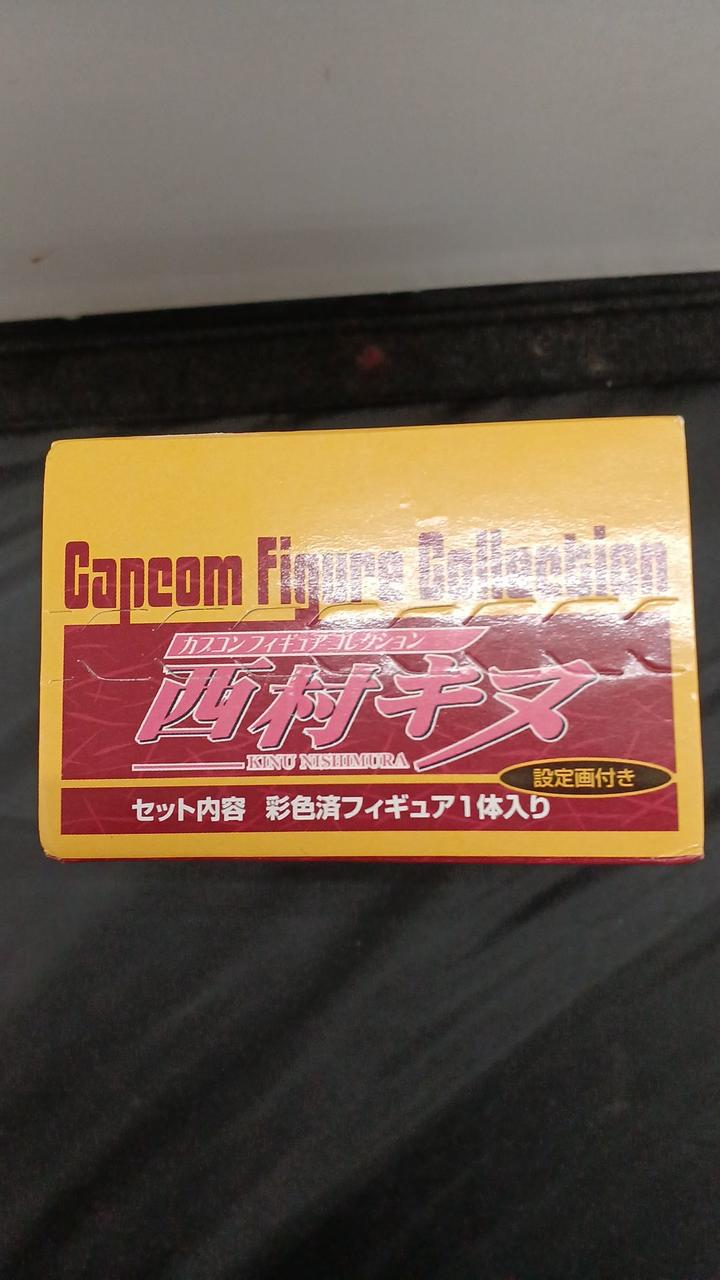 Capcom Figure Collection
カプコンフィギュアコレクション
西村キヌ
KINU NISHIMURA
設定画付き
セット内容 彩色済フィギュア1体入り